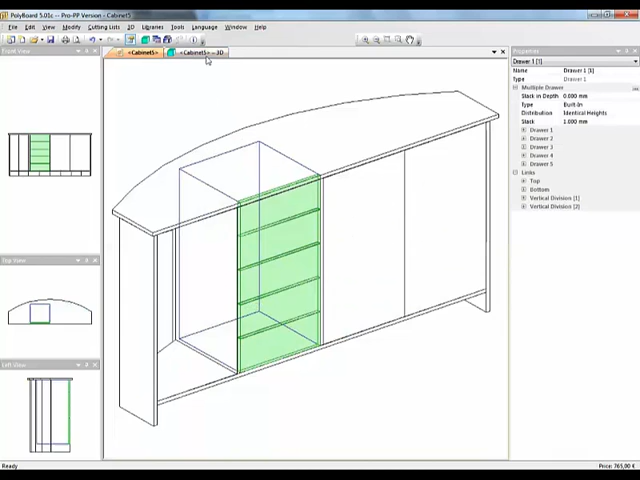 PolyBoard 5.01c -- Pro-PP Version - Cabinet5
File Edit View Modify Cutting Lists 3D Libraries Tools Language Window Help
<Cabinet5> <Cabinet5> - 3D
Front View
Top View
Left View
Properties
Drawer 1 [1]
Name Drawer 1 [1]
Type Drawer 1
Multiple Drawer
Slack in Depth 0.000 mm
Type Built-In
Distribution Identical Heights
Slack 1.000 mm
Drawer 1
Drawer 2
Drawer 3
Drawer 4
Drawer 5
Links
Top
Bottom
Vertical Division [1]
Vertical Division [2]
Ready
Price: 765,00 €